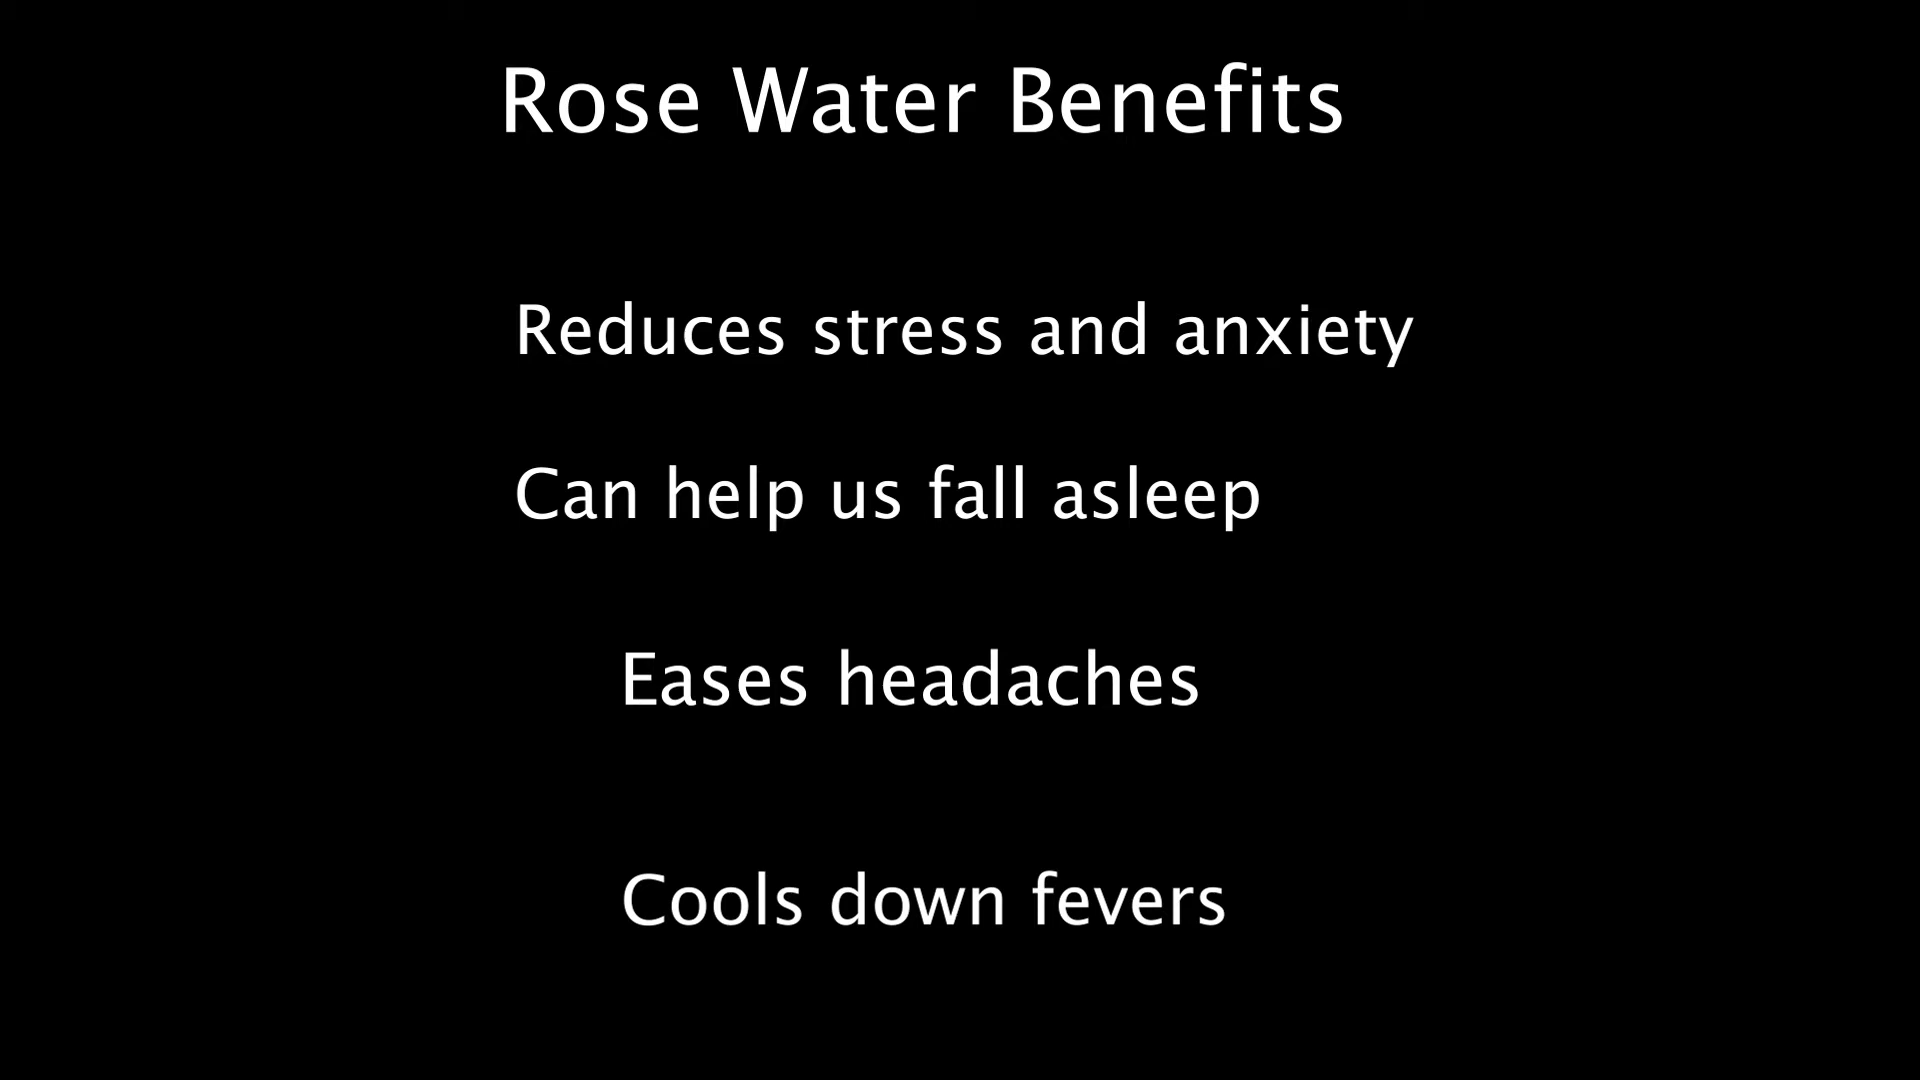 Rose Water Benefits
Reduces stress and anxiety
Can help us fall asleep
Eases headaches
Cools down fevers